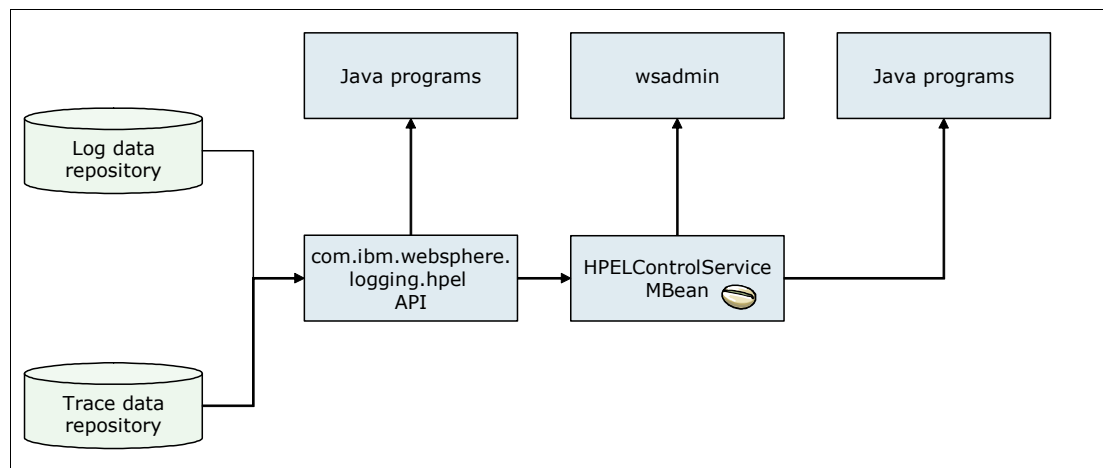 Java programs
wsadmin
Java programs
Log data
repository
com.ibm.websphere.
logging.hpel
API
HPELControlService
MBean
Trace data
repository